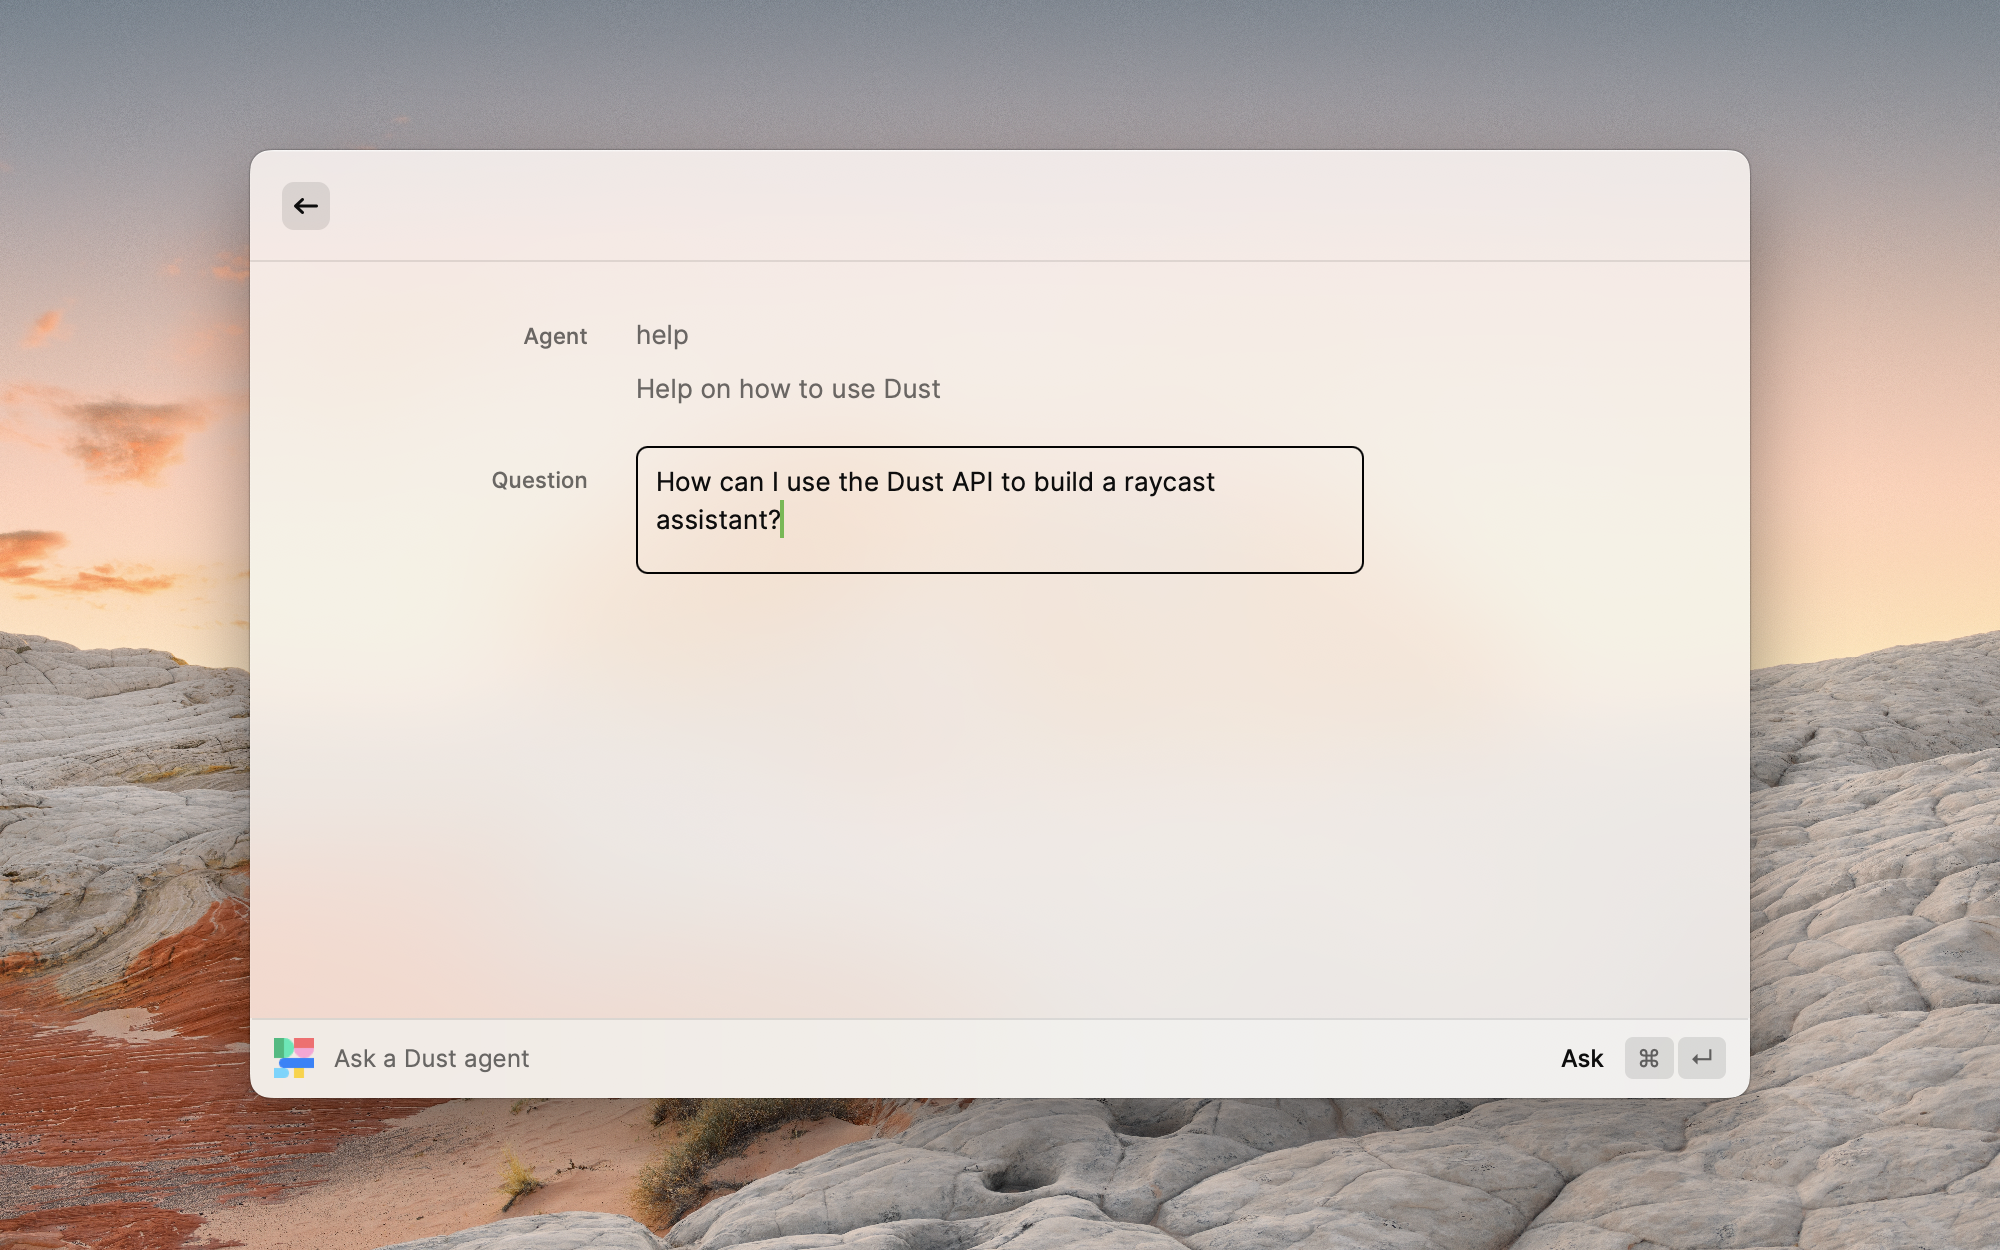 Agent
help
Help on how to use Dust
Question
How can I use the Dust API to build a raycast
assistant?
Ask a Dust agent
Ask ⌘ ↵